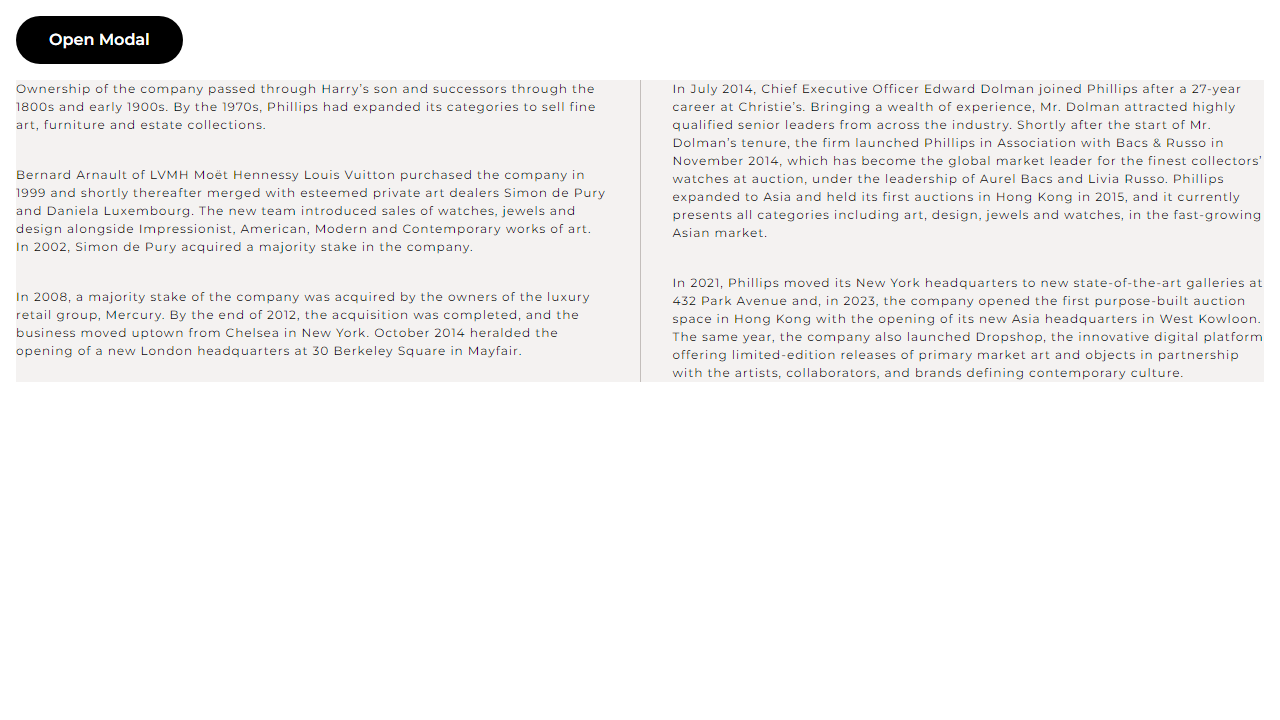 Open Modal
Ownership of the company passed through Harry’s son and successors through the
1800s and early 1900s. By the 1970s, Phillips had expanded its categories to sell fine
art, furniture and estate collections.
Bernard Arnault of LVMH Moët Hennessy Louis Vuitton purchased the company in
1999 and shortly thereafter merged with esteemed private art dealers Simon de Pury
and Daniela Luxembourg. The new team introduced sales of watches, jewels and
design alongside Impressionist, American, Modern and Contemporary works of art.
In 2002, Simon de Pury acquired a majority stake in the company.
In 2008, a majority stake of the company was acquired by the owners of the luxury
retail group, Mercury. By the end of 2012, the acquisition was completed, and the
business moved uptown from Chelsea in New York. October 2014 heralded the
opening of a new London headquarters at 30 Berkeley Square in Mayfair.
In July 2014, Chief Executive Officer Edward Dolman joined Phillips after a 27-year
career at Christie’s. Bringing a wealth of experience, Mr. Dolman attracted highly
qualified senior leaders from across the industry. Shortly after the start of Mr.
Dolman’s tenure, the firm launched Phillips in Association with Bacs & Russo in
November 2014, which has become the global market leader for the finest collectors’
watches at auction, under the leadership of Aurel Bacs and Livia Russo. Phillips
expanded to Asia and held its first auctions in Hong Kong in 2015, and it currently
presents all categories including art, design, jewels and watches, in the fast-growing
Asian market.
In 2021, Phillips moved its New York headquarters to new state-of-the-art galleries at
432 Park Avenue and, in 2023, the company opened the first purpose-built auction
space in Hong Kong with the opening of its new Asia headquarters in West Kowloon.
The same year, the company also launched Dropshop, the innovative digital platform
offering limited-edition releases of primary market art and objects in partnership
with the artists, collaborators, and brands defining contemporary culture.